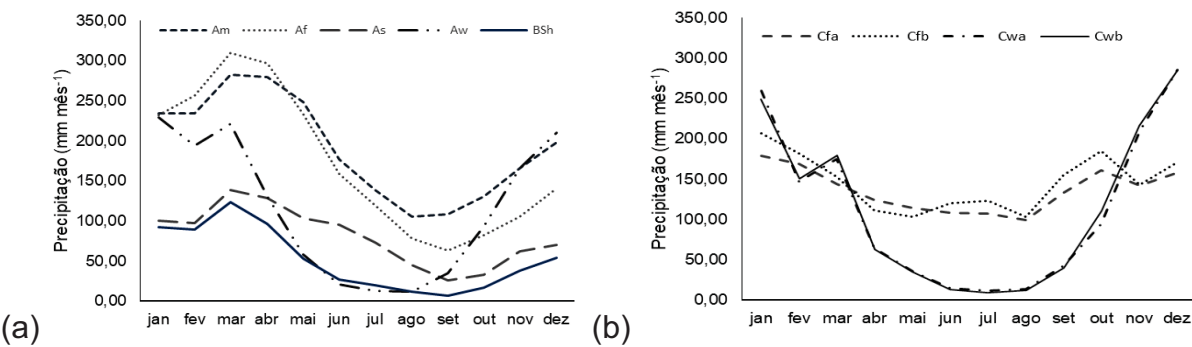 350,00
300,00
250,00
200,00
150,00
100,00
50,00
0,00
Precipitação (mm mês⁻¹)
Am Af As Aw BSh
jan fev mar abr mai jun jul ago set out nov dez
(a)
350,00
300,00
250,00
200,00
150,00
100,00
50,00
0,00
Precipitação (mm mês⁻¹)
Cfa Cfb Cwa Cwb
jan fev mar abr mai jun jul ago set out nov dez
(b)